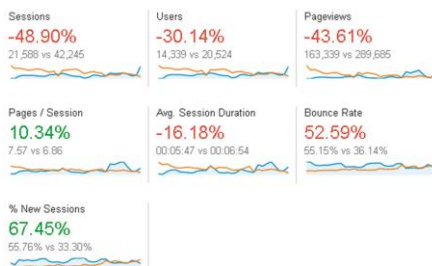 Sessions
-48.90%
21,588 vs 42,245
Users
-30.14%
14,339 vs 20,524
Pageviews
-43.61%
163,339 vs 289,685
Pages / Session
10.34%
7.57 vs 6.86
Avg. Session Duration
-16.18%
00:05:47 vs 00:06:54
Bounce Rate
52.59%
55.15% vs 36.14%
% New Sessions
67.45%
55.76% vs 33.30%